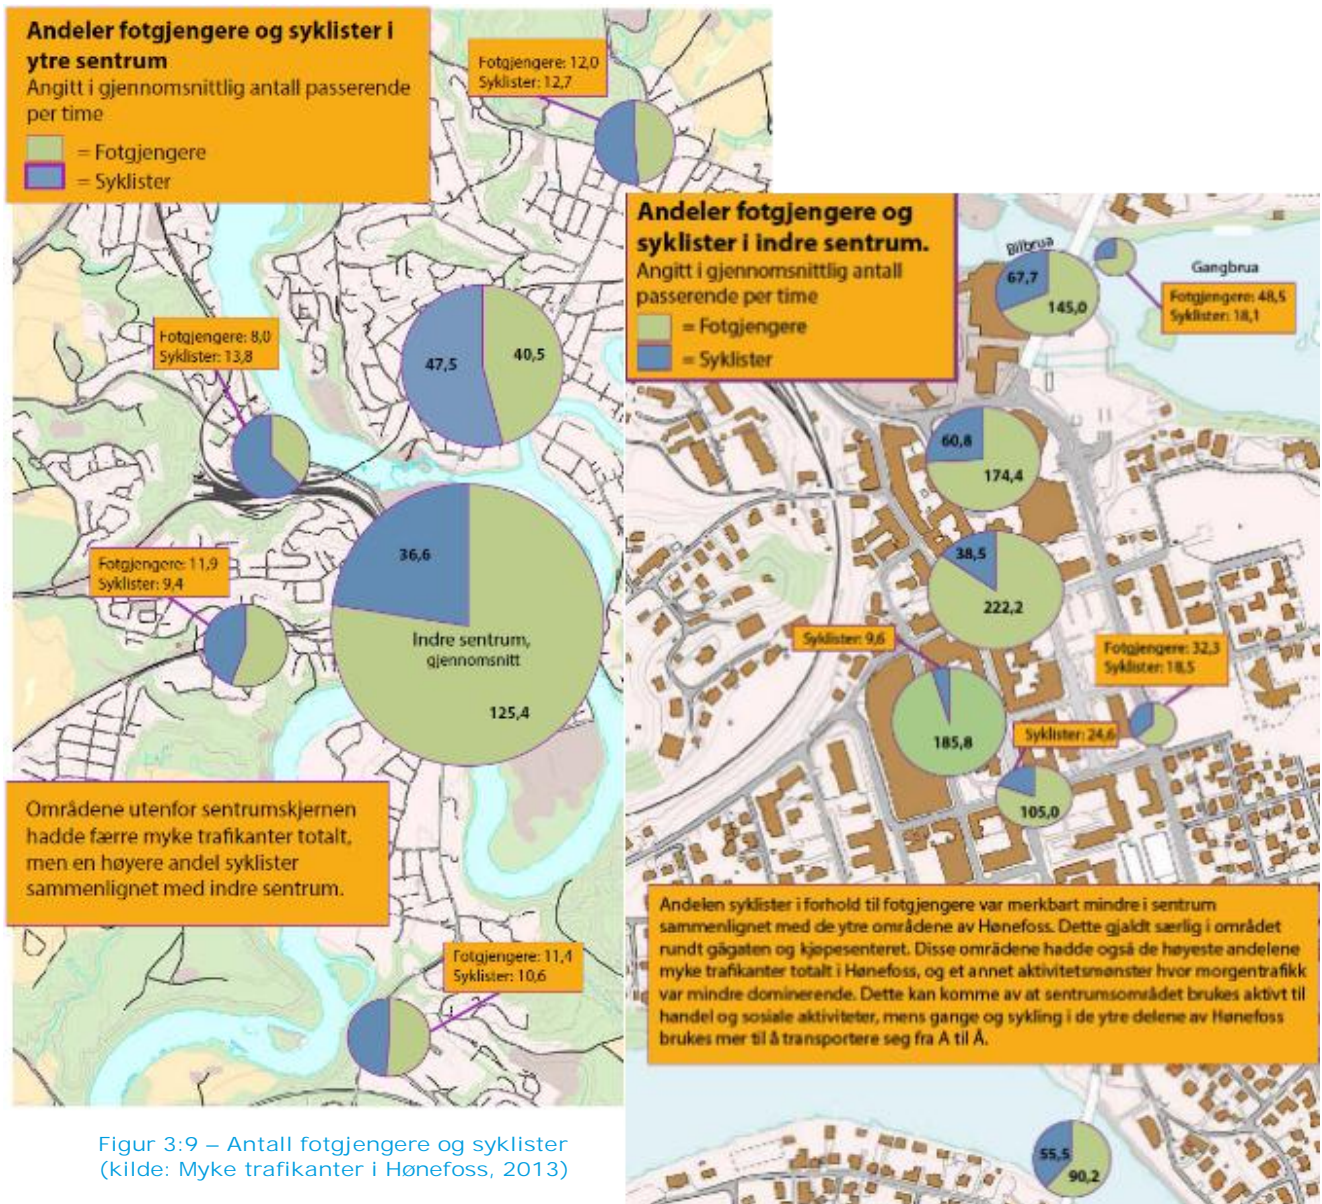 Andeler fotgjengere og syklister i
ytre sentrum
Angitt i gjennomsnittlig antall passerende
per time
= Fotgjengere
= Syklister
Fotgjengere: 12,0
Syklister: 12,7
Fotgjengere: 8,0
Syklister: 13,8
47,5
40,5
Fotgjengere: 11,9
Syklister: 9,4
36,6
Indre sentrum,
gjennomsnitt
125,4
Områdene utenfor sentrumskjernen
hadde færre myke trafikanter totalt,
men en høyere andel syklister
sammenlignet med indre sentrum.
Fotgjengere: 11,4
Syklister: 10,6
Figur 3:9 – Antall fotgjengere og syklister
(kilde: Myke trafikanter i Hønefoss, 2013)
Andeler fotgjengere og
syklister i indre sentrum.
Angitt i gjennomsnittlig antall
passerende per time
= Fotgjengere
= Syklister
Bilbrua
67,7
145,0
Gangbrua
Fotgjengere: 48,5
Syklister: 18,1
60,8
174,4
38,5
222,2
Syklister: 9,6
185,8
Fotgjengere: 32,3
Syklister: 18,5
Syklister: 24,6
105,0
Andelen syklister i forhold til fotgjengere var merkbart mindre i sentrum
sammenlignet med de ytre områdene av Hønefoss. Dette gjaldt særlig i området
rundt gågaten og kjøpesenteret. Disse områdene hadde også de høyeste andelene
myke trafikanter totalt i Hønefoss, og et annet aktivitetsmønster hvor morgentrafikk
var mindre dominerende. Dette kan komme av at sentrumsområdet brukes aktivt til
handel og sosiale aktiviteter, mens gange og sykling i de ytre delene av Hønefoss
brukes mer til å transportere seg fra A til Å.
55,5
90,2